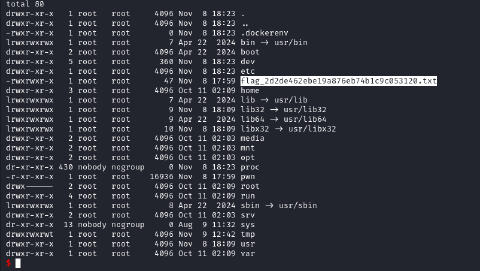 total 80
drwxr-xr-x 1 root root 4096 Nov 8 18:23 .
drwxr-xr-x 1 root root 4096 Nov 8 18:23 ..
-rwxr-xr-x 1 root root 0 Nov 8 18:23 .dockerenv
lrwxrwxrwx 1 root root 7 Apr 22 2024 bin → usr/bin
drwxr-xr-x 2 root root 4096 Apr 22 2024 boot
drwxr-xr-x 5 root root 360 Nov 8 18:23 dev
drwxr-xr-x 1 root root 4096 Nov 8 18:23 etc
-rw-r--r-- 1 root root 47 Nov 8 17:59 flag_2d2de462ebe19a876eb74b1c9c053120.txt
drwxr-xr-x 3 root root 4096 Oct 11 02:09 home
lrwxrwxrwx 1 root root 7 Apr 22 2024 lib → usr/lib
lrwxrwxrwx 1 root root 9 Nov 8 18:09 lib32 → usr/lib32
lrwxrwxrwx 1 root root 9 Apr 22 2024 lib64 → usr/lib64
lrwxrwxrwx 1 root root 10 Nov 8 18:09 libx32 → usr/libx32
drwxr-xr-x 2 root root 4096 Oct 11 02:03 media
drwxr-xr-x 2 root root 4096 Oct 11 02:03 mnt
drwxr-xr-x 2 root root 4096 Oct 11 02:03 opt
dr-xr-xr-x 430 nobody nogroup 0 Nov 8 18:23 proc
-r-xr-xr-x 1 root root 16936 Nov 8 17:59 pwn
drwx------ 2 root root 4096 Oct 11 02:09 root
drwxr-xr-x 4 root root 4096 Oct 11 02:09 run
lrwxrwxrwx 1 root root 8 Apr 22 2024 sbin → usr/sbin
drwxr-xr-x 2 root root 4096 Oct 11 02:03 srv
dr-xr-xr-x 13 nobody nogroup 0 Aug 9 11:32 sys
drwxrwxrwt 1 root root 4096 Nov 9 12:42 tmp
drwxr-xr-x 1 root root 4096 Nov 8 18:09 usr
drwxr-xr-x 1 root root 4096 Oct 11 02:09 var
$